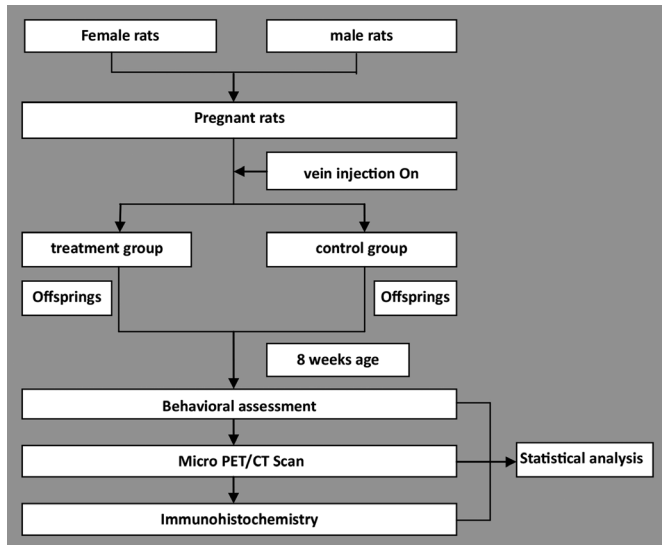 Female rats
male rats
Pregnant rats
vein injection On
treatment group
control group
Offsprings
Offsprings
8 weeks age
Behavioral assessment
Micro PET/CT Scan
Statistical analysis
Immunohistochemistry